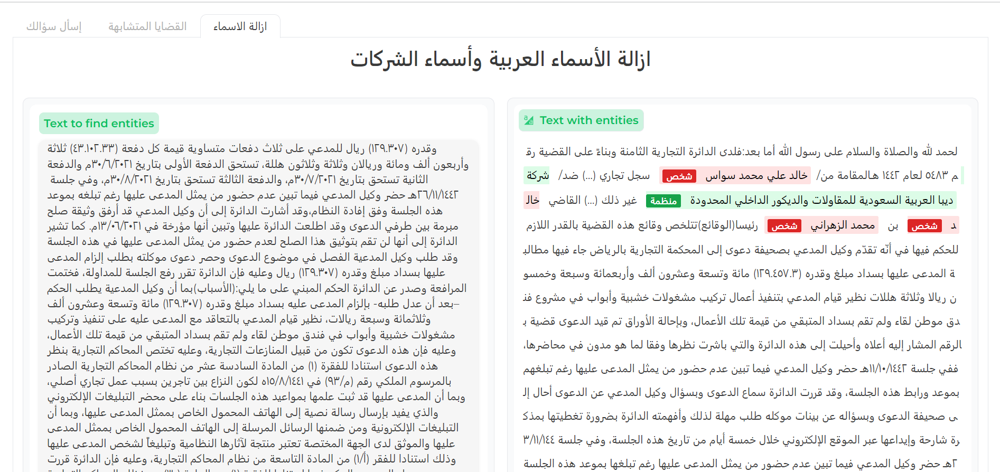 ازالة الاسماء
القضايا المتشابهة
إسأل سؤالك
ازالة الأسماء العربية وأسماء الشركات
Text with entities
لحمد لله والصلاة والسلام على رسول الله أما بعد:فلدى الدائرة التجارية الثامنة وبناءً على القضية رق
م ٥٤٨٣ لعام ١٤٤٢ هـالمقامة من/ خالد علي محمد سواس شخص سجل تجاري (...) ضد/ شركة
ديبا العربية السعودية للمقاولات والديكور الداخلي المحدودة منظمة غير ذلك (...) القاضي خال
د شخص بن محمد الزهراني شخص رئيسا(الوقائع)تتلخص وقائع هذه القضية بالقدر اللازم
للحكم فيها في أنّه تقدّم وكيل المدعي بصحيفة دعوى إلى المحكمة التجارية بالرياض جاء فيها مطالب
ة المدعى عليها بسداد مبلغ وقدره (١٢٩.٤٥٧.٣) مائة وتسعة وعشرون ألف وأربعمائة وسبعة وخمسو
ن ريالا وثلاثة هللات نظير قيام المدعي بتنفيذ أعمال تركيب مشغولات خشبية وأبواب في مشروع فن
دق موطن لقاء ولم تقم بسداد المتبقي من قيمة تلك الأعمال، وبإحالة الأوراق تم قيد الدعوى قضية ب
الرقم المشار إليه أعلاه وأحيلت إلى هذه الدائرة والتي باشرت نظرها وفقا لما هو مدون في محاضرها،
ففي جلسة ١١/١٠/١٤٤٢هـ حضر وكيل المدعي فيما تبين عدم حضور من يمثل المدعى عليها رغم تبلغهم
بموعد ورابط هذه الجلسة، وقد قررت الدائرة سماع الدعوى وبسؤال وكيل المدعي عن الدعوى أحال إل
ى صحيفة الدعوى وبسؤاله عن بينات موكله طلب مهلة لذلك وأفهمته الدائرة بضرورة تغطيتها بمذك
رة شارحة وإيداعها عبر الموقع الإلكتروني خلال خمسة أيام من تاريخ هذه الجلسة، وفي جلسة ٣/١١/١٤٤
٢هـ حضر وكيل المدعي فيما تبين عدم حضور من يمثل المدعى عليها رغم تبلغها بموعد هذه الجلسة
Text to find entities
وقدره (١٢٩.٣٠٧) ريال للمدعي على ثلاث دفعات متساوية قيمة كل دفعة (٤٣.١٠٢.٣٣) ثلاثة
وأربعون ألف ومائة وريالان وثلاثة وثلاثون هللة، تستحق الدفعة الأولى بتاريخ ٣٠/٦/٢٠٢١م والدفعة
الثانية تستحق بتاريخ ٣٠/٧/٢٠٢١م، والدفعة الثالثة تستحق بتاريخ ٣٠/٨/٢٠٢١م، وفي جلسة
٢٦/١١/١٤٤٢هـ حضر وكيل المدعي فيما تبين عدم حضور من يمثل المدعى عليها رغم تبلغه بموعد
هذه الجلسة وفق إفادة النظام،وقد أشارت الدائرة إلى أن وكيل المدعي قد أرفق وثيقة صلح
مبرمة بين طرفي الدعوى وقد اطلعت الدائرة عليها وتبين أنها مؤرخة في ١٣/٠٦/٢٠٢١م. كما تشير
الدائرة إلى أنها لن تقم بتوثيق هذا الصلح لعدم حضور من يمثل المدعى عليها في هذه الجلسة
وقد طلب وكيل المدعية الفصل في موضوع الدعوى وحصر دعوى موكلته بطلب إلزام المدعى
عليها بسداد مبلغ وقدره (١٢٩.٣٠٧) ريال وعليه فإن الدائرة تقرر رفع الجلسة للمداولة، فختمت
المرافعة وصدر عن الدائرة الحكم المبني على ما يلي:(الأسباب)بما أن وكيل المدعية يطلب الحكم
–بعد أن عدل طلبه- بإلزام المدعى عليه بسداد مبلغ وقدره (١٢٩.٣٠٧) مائة وتسعة وعشرون ألف
وثلاثمائة وسبعة ريالات، نظير قيام المدعي بالتعاقد مع المدعى عليه على تنفيذ وتركيب
مشغولات خشبية وأبواب في فندق موطن لقاء ولم تقم بسداد المتبقي من قيمة تلك الأعمال،
وعليه فإن هذه الدعوى تكون من قبيل المنازعات التجارية، وعليه تختص المحاكم التجارية بنظر
هذه الدعوى استنادا للفقرة (١) من المادة السادسة عشر من نظام المحاكم التجارية الصادر
بالمرسوم الملكي رقم (م/٩٣) في ١٥/٨/١٤٤١ه لكون النزاع بين تاجرين بسبب عمل تجاري أصلي،
وبما أن المدعى عليها قد ثبت علمها بمواعيد هذه الجلسات بناء على محضر التبليغات الإلكتروني
والذي يفيد بإرسال رسالة نصية إلى الهاتف المحمول الخاص بممثل المدعى عليها، وبما أن
التبليغات الإلكترونية ومن ضمنها الرسائل المرسلة إلى الهاتف المحمول الخاص بممثل المدعى
عليها والموثق لدى الجهة المختصة تعتبر منتجة لآثارها النظامية وتبليغاً لشخص المدعى عليها
وذلك استنادا للفقر (أ/١) من المادة التاسعة من نظام المحاكم التجارية، وعليه فإن الدائرة قررت